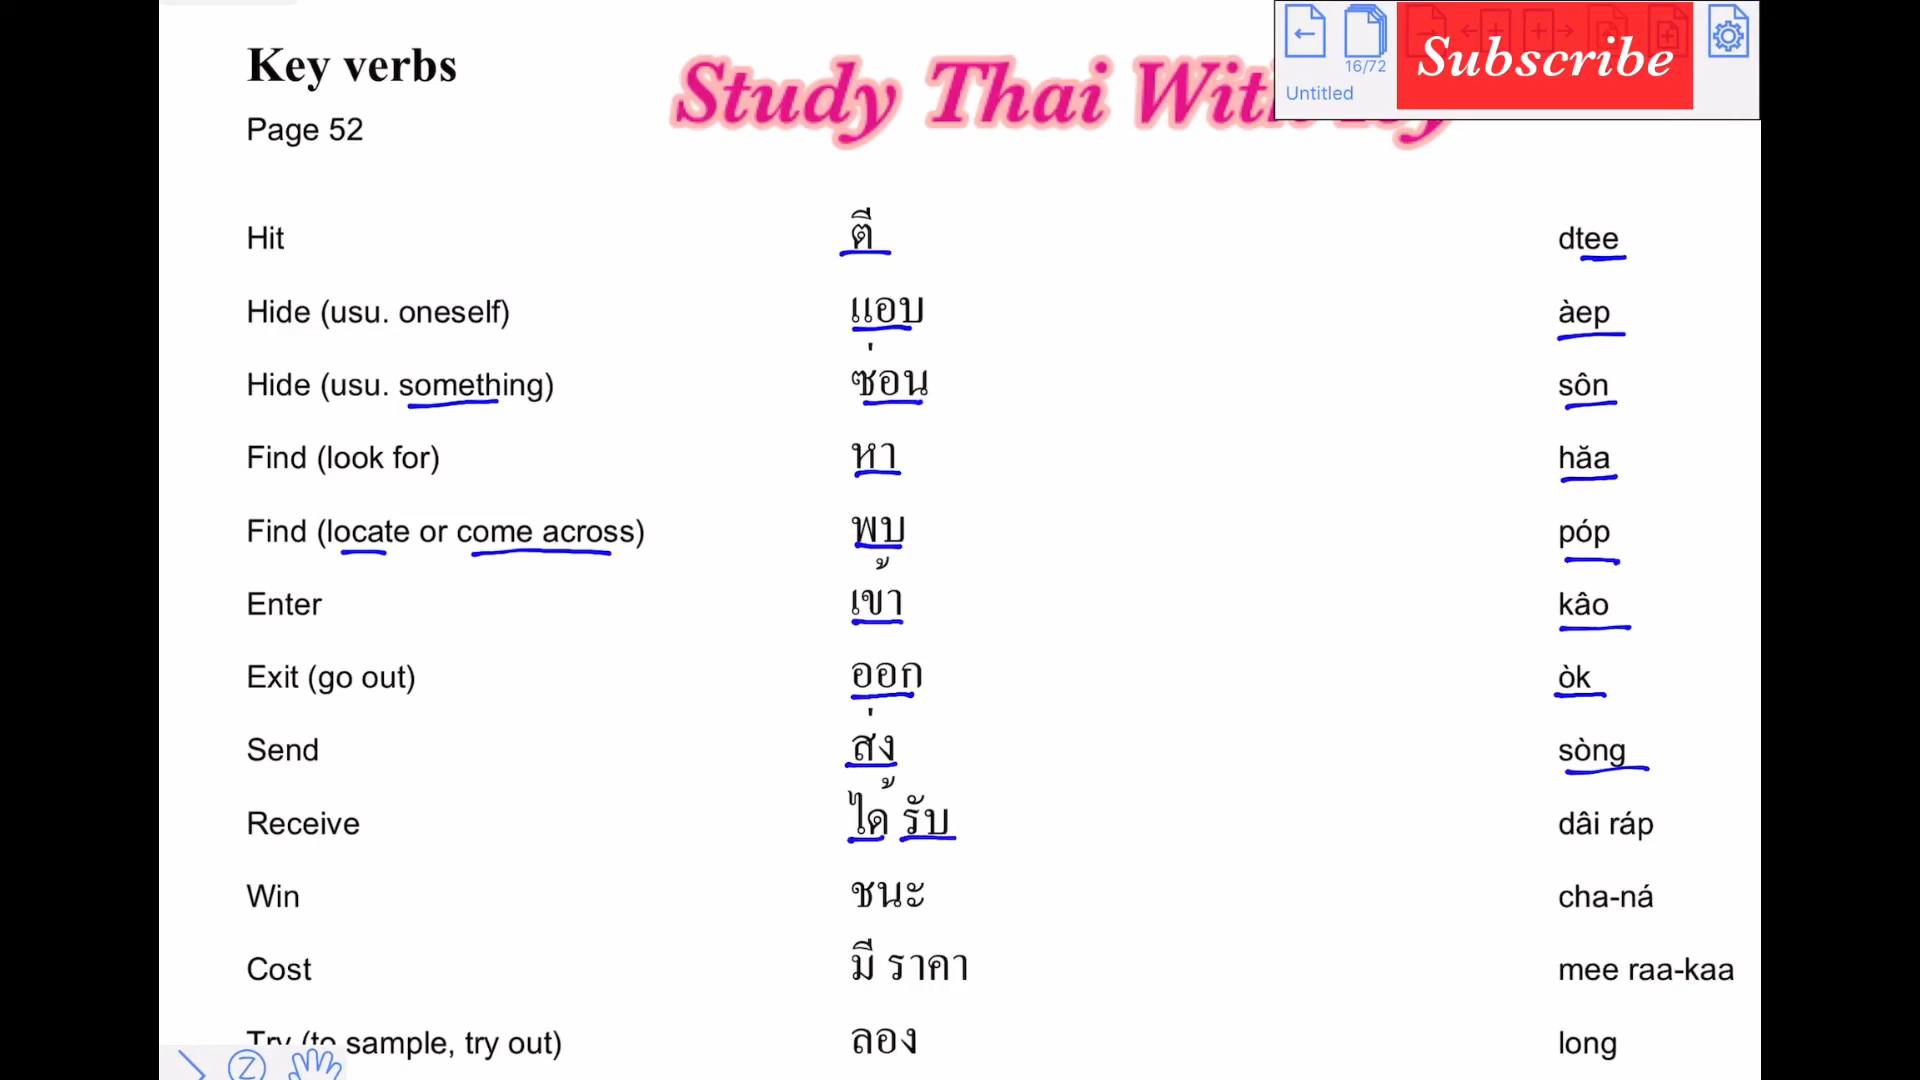 Key verbs
Study Thai With
Subscribe
16/72
Untitled
Page 52
Hit ตี dtee
Hide (usu. oneself) แอบ àep
Hide (usu. something) ซ่อน sôn
Find (look for) หา hăa
Find (locate or come across) พบ póp
Enter เข้า kâo
Exit (go out) ออก òk
Send ส่ง sòng
Receive ได้ รับ dâi ráp
Win ชนะ cha-ná
Cost มี ราคา mee raa-kaa
Try (to sample, try out) ลอง long